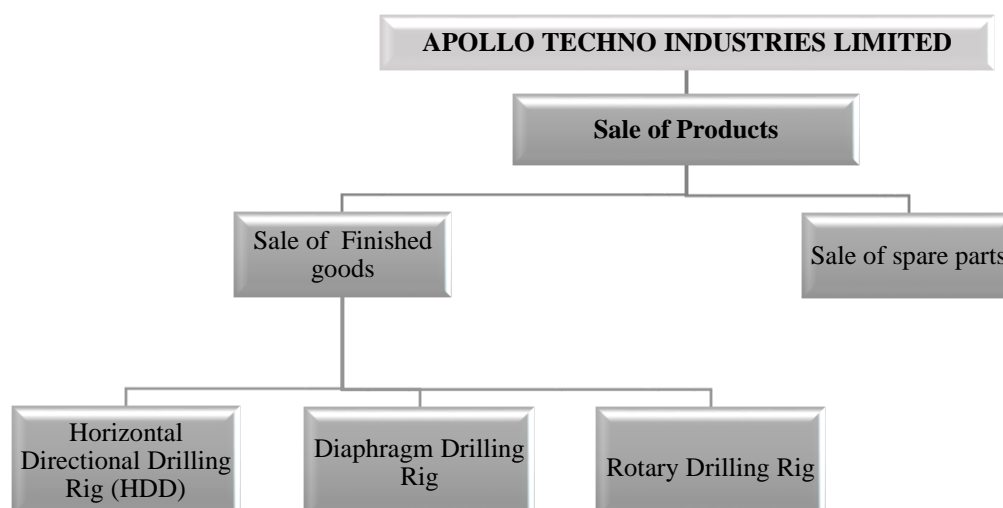 APOLLO TECHNO INDUSTRIES LIMITED
Sale of Products
Sale of Finished
goods
Sale of spare parts
Horizontal
Directional Drilling
Rig (HDD)
Diaphragm Drilling
Rig
Rotary Drilling Rig